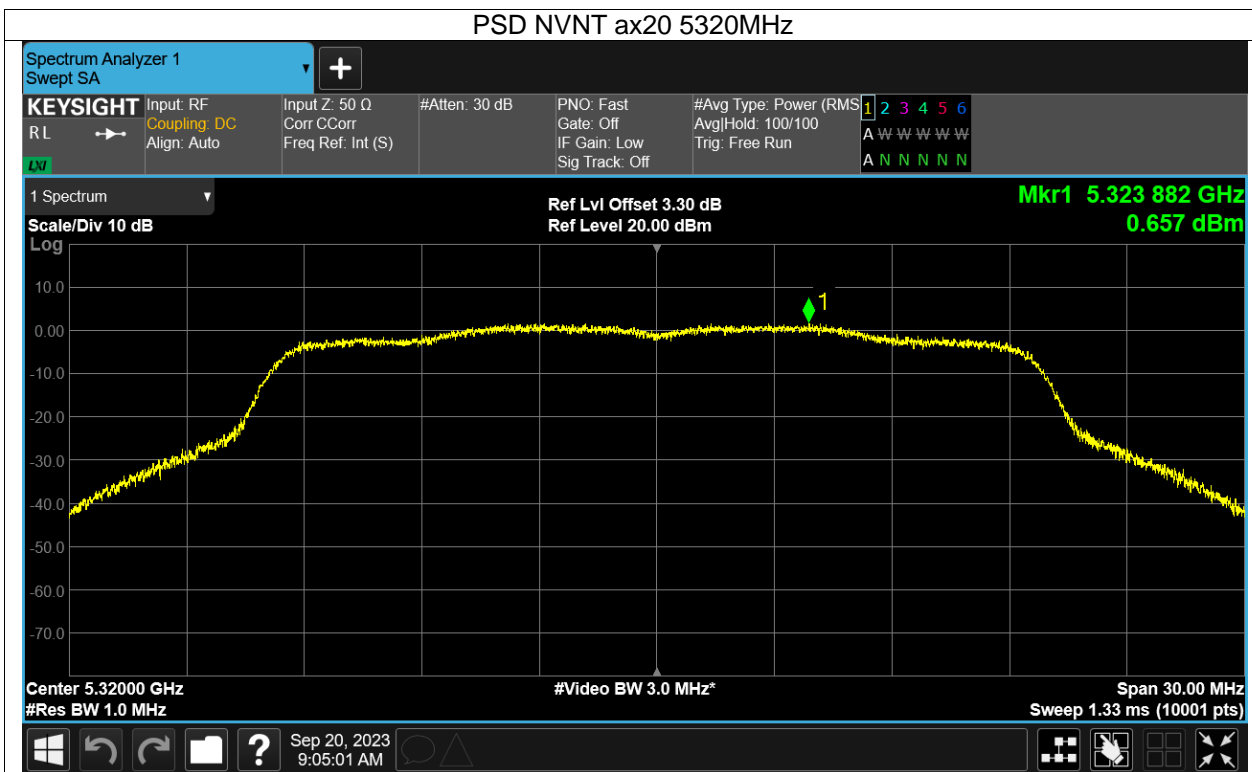 PSD NVNT ax20 5320MHz
Spectrum Analyzer 1
Swept SA
KEYSIGHT
R L
LXI
Input: RF
Coupling: DC
Align: Auto
Input Z: 50 Ω
Corr CCorr
Freq Ref: Int (S)
#Atten: 30 dB
PNO: Fast
Gate: Off
IF Gain: Low
Sig Track: Off
#Avg Type: Power (RMS
Avg|Hold: 100/100
Trig: Free Run
1 2 3 4 5 6
A W W W W W
A N N N N N
1 Spectrum
Scale/Div 10 dB
Ref Lvl Offset 3.30 dB
Ref Level 20.00 dBm
Mkr1 5.323 882 GHz
0.657 dBm
Log
10.0
0.00
-10.0
-20.0
-30.0
-40.0
-50.0
-60.0
-70.0
1
Center 5.32000 GHz
#Res BW 1.0 MHz
#Video BW 3.0 MHz*
Span 30.00 MHz
Sweep 1.33 ms (10001 pts)
?
Sep 20, 2023
9:05:01 AM